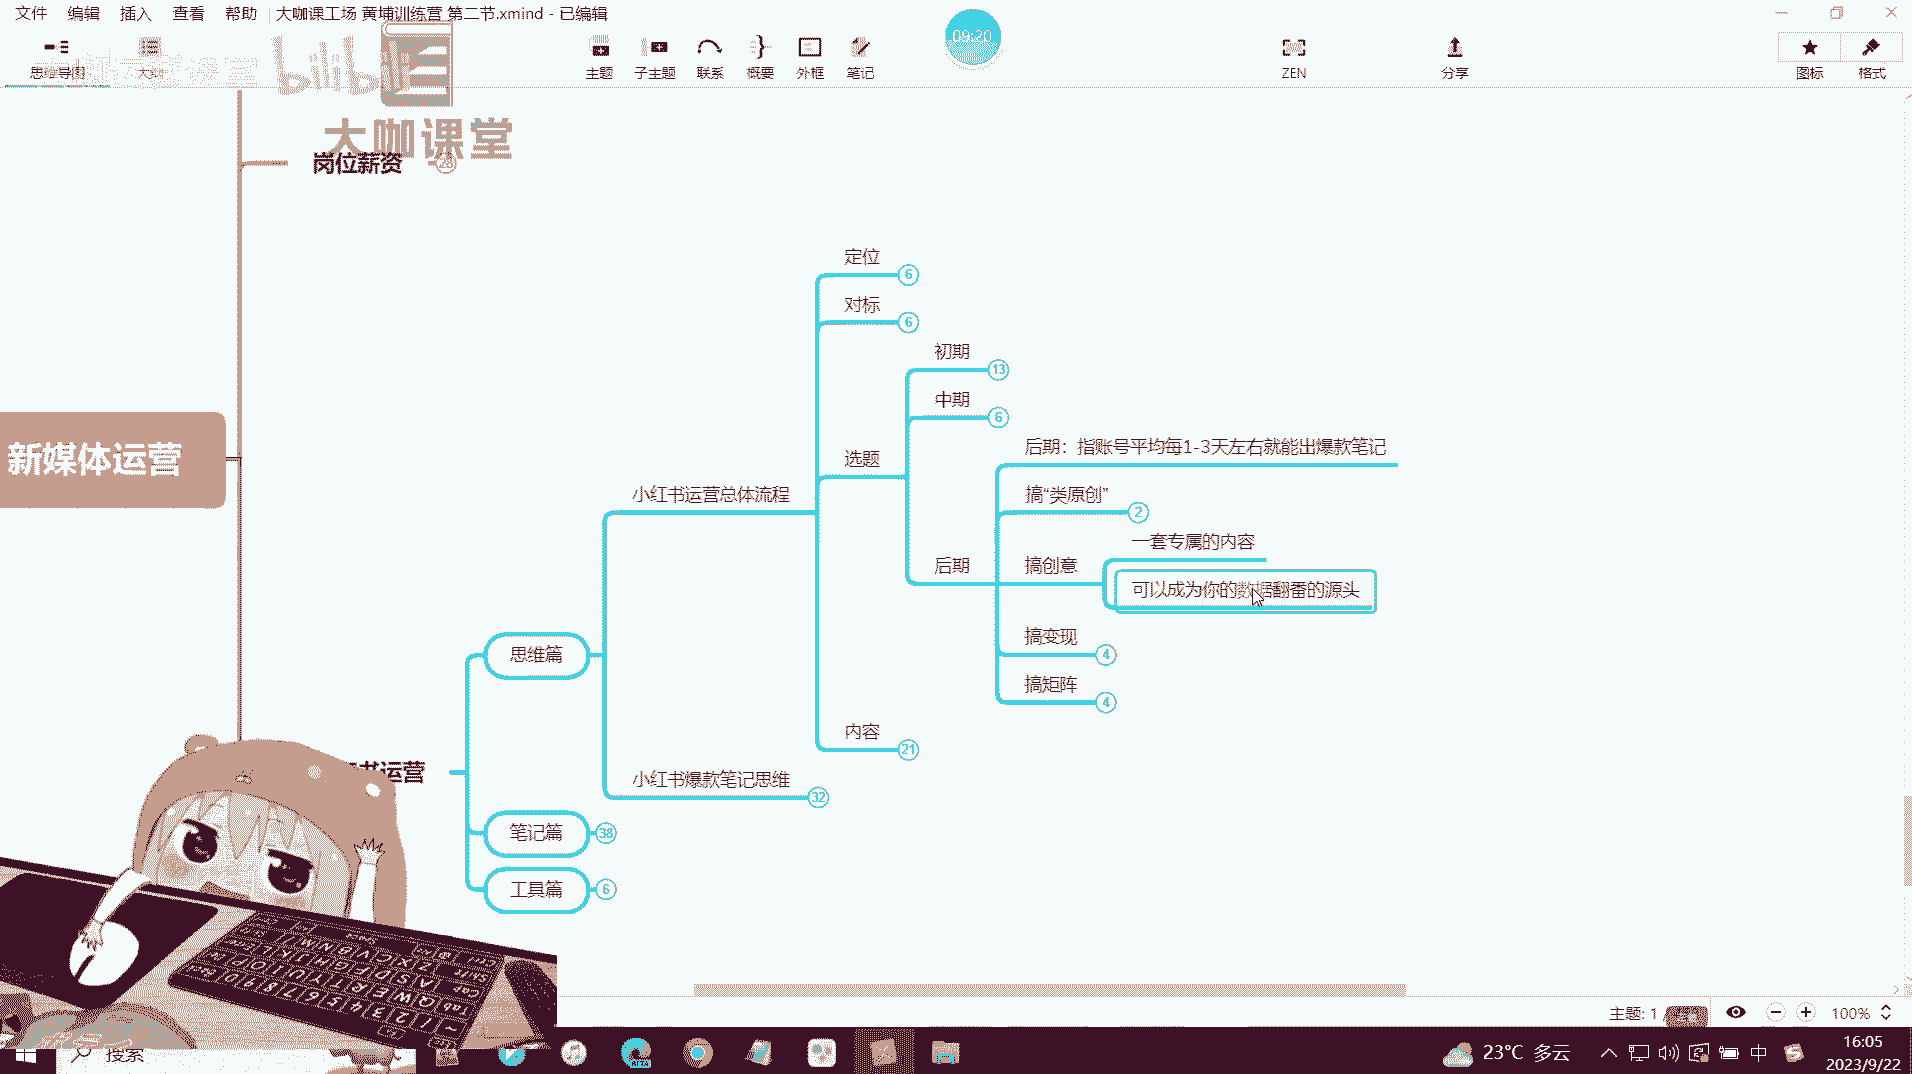 文件 编辑 插入 查看 帮助 大咖课工场 黄埔训练营 第二节.xmind - 已编辑
思维导图 大纲 bilibili
主题 子主题 联系 概要 外框 笔记
09:20
ZEN 分享 图标 格式
大咖课堂
岗位薪资 28
新媒体运营
定位 6
对标 6
初期 13
中期 6
选题
后期：指账号平均每1-3天左右就能出爆款笔记
小红书运营总体流程
搞“类原创” 2
一套专属的内容
后期
搞创意
可以成为你的数据翻番的源头
思维篇
搞变现 4
搞矩阵 4
内容 21
书运营
小红书爆款笔记思维 32
笔记篇 38
工具篇 6
主题: 1 /
100%
搜索
23°C 多云
中
16:05
2023/9/22